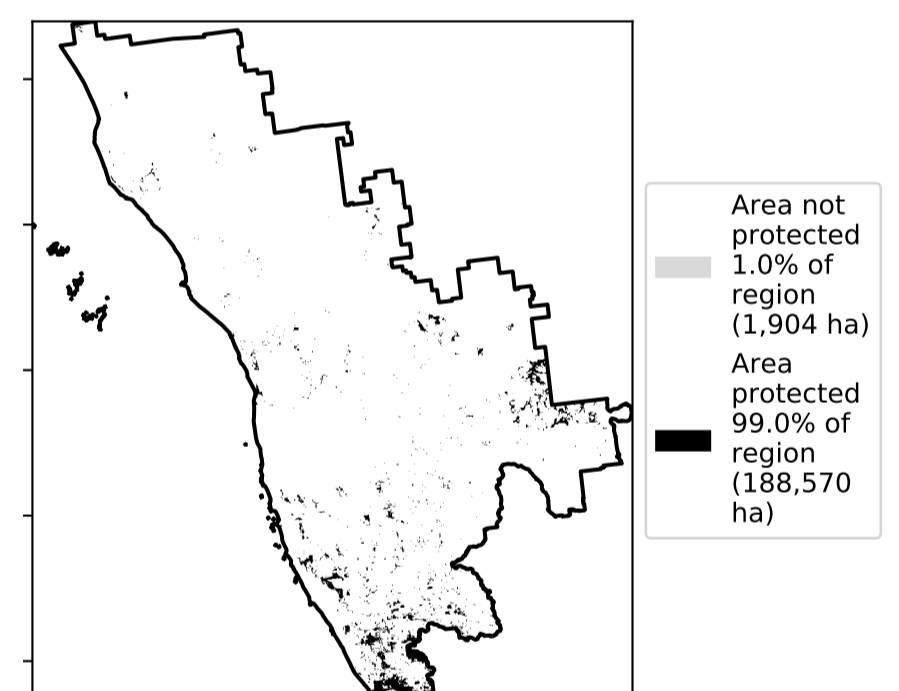 Area not
protected
1.0% of
region
(1,904 ha)
Area
protected
99.0% of
region
(188,570
ha)